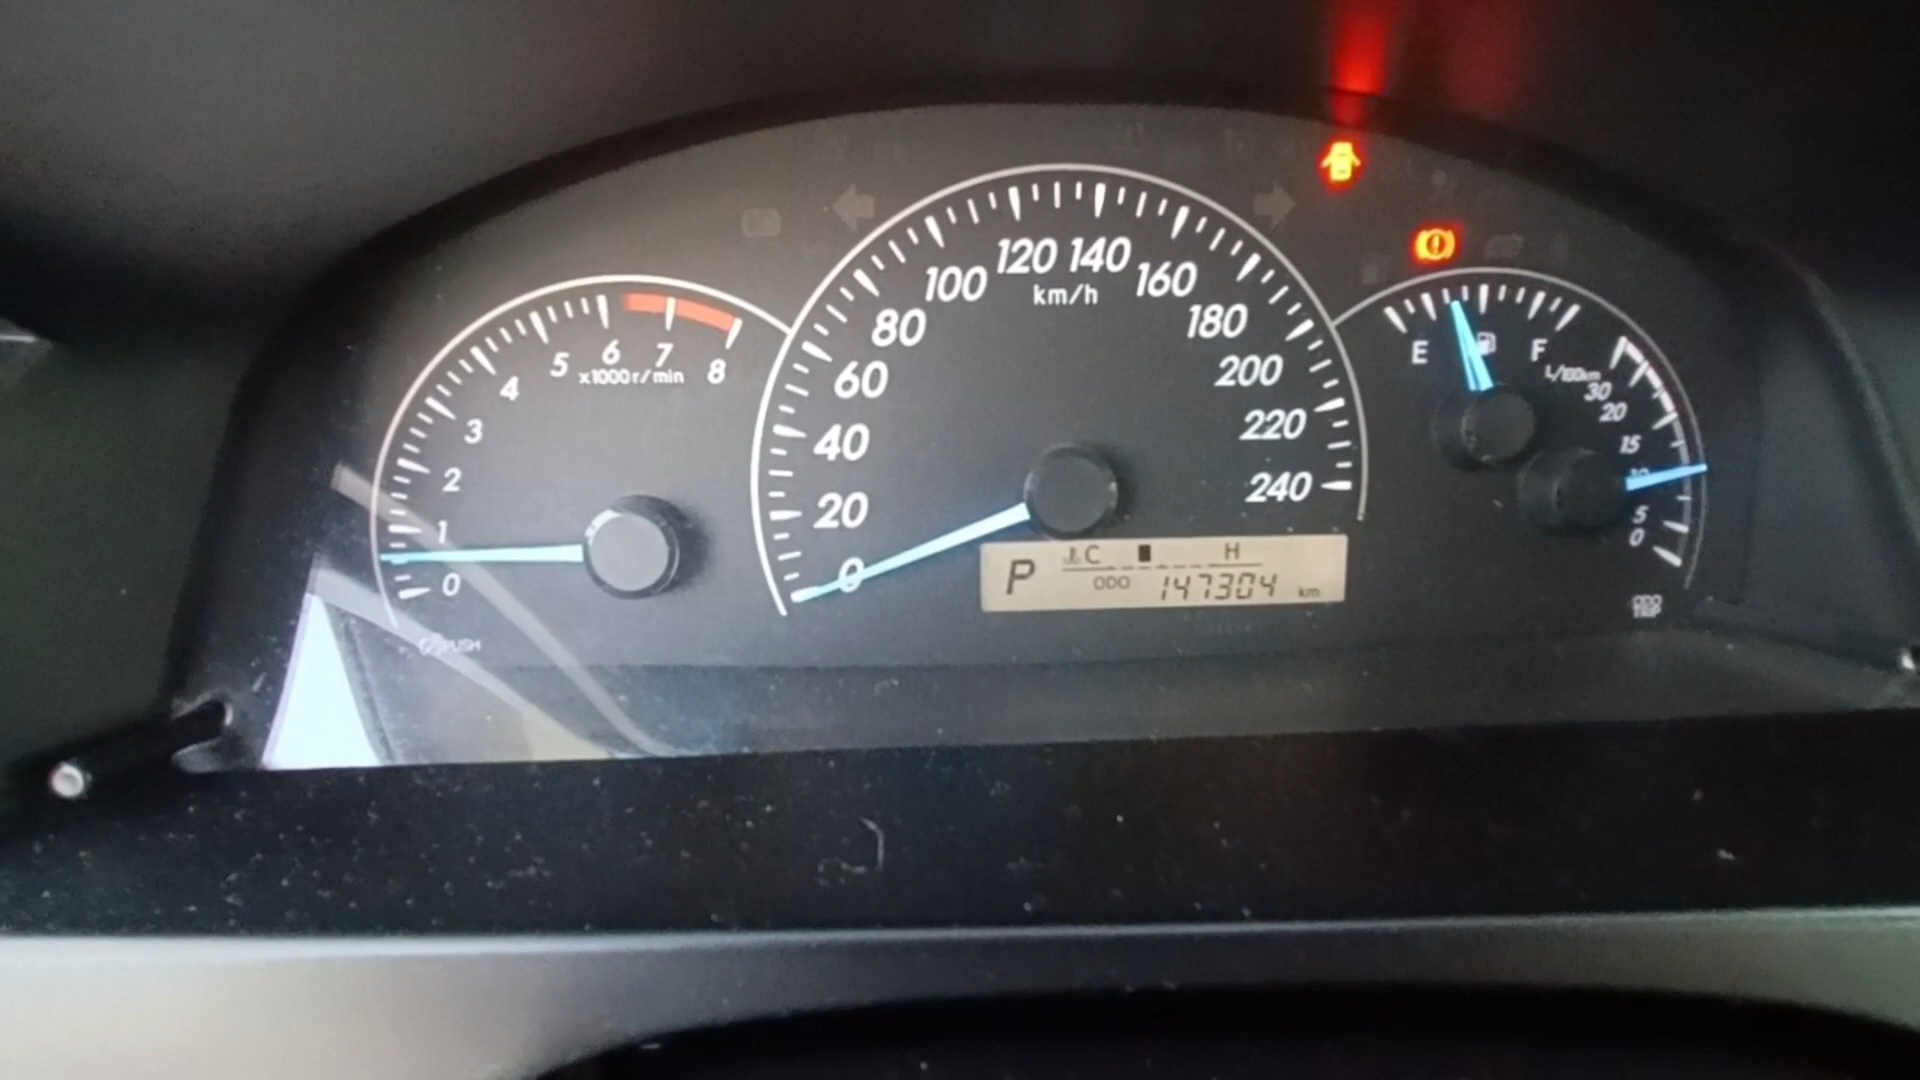 0 1 2 3 4 5 6 7 8
x1000r/min
0 20 40 60 80 100 120 140 160 180 200 220 240
km/h
P
C H
ODO 147304 km
E F
L/100km
30
20
15
10
5
0
PUSH
ODO
TRIP